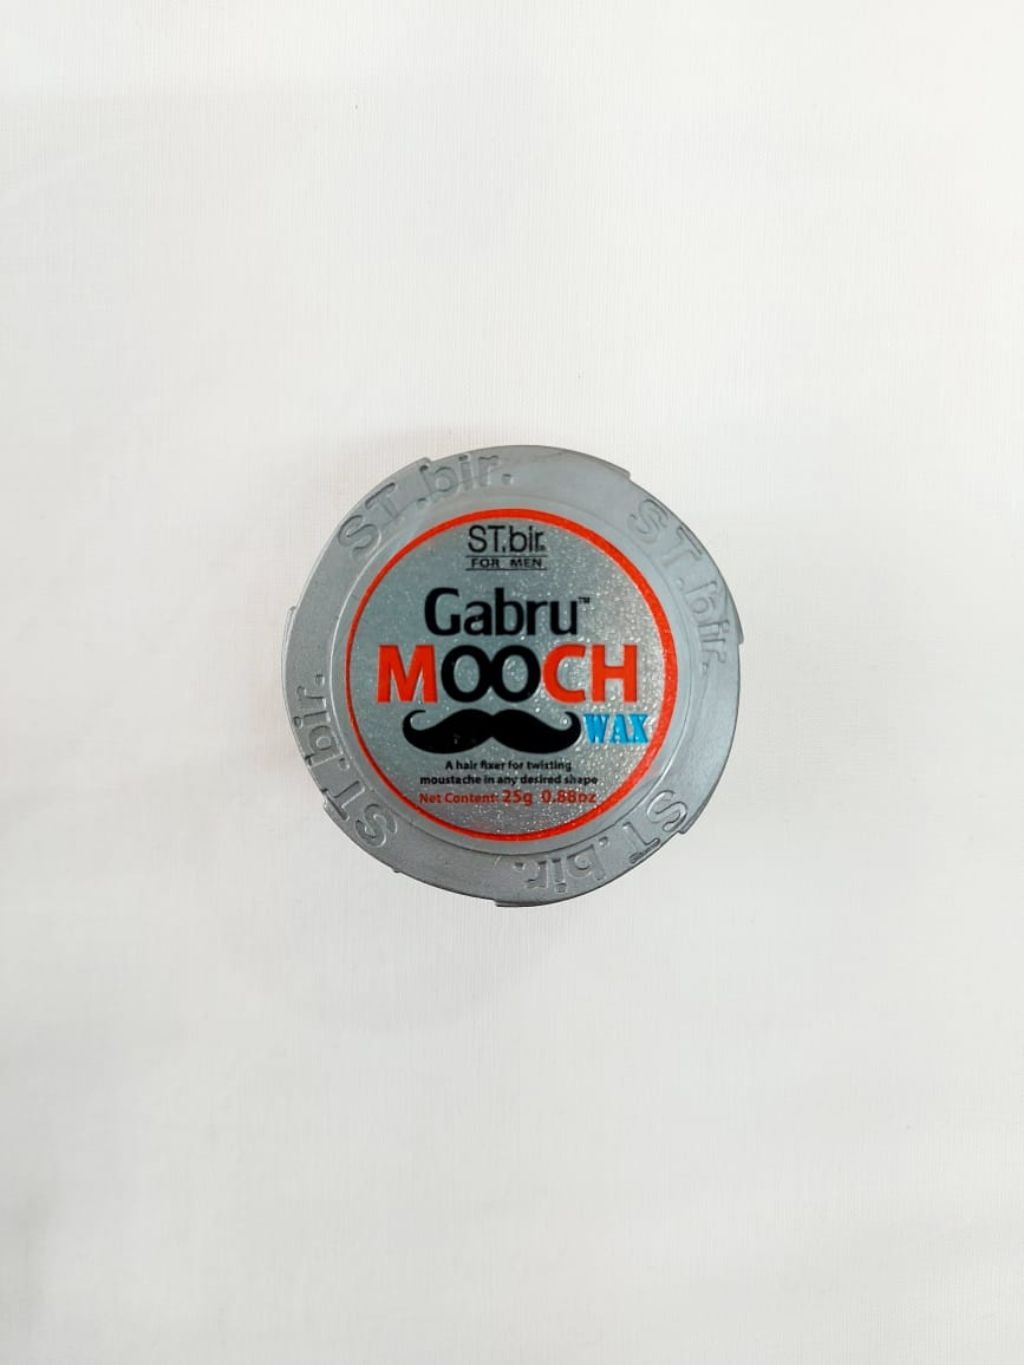 ST.bir.
ST.bir.
ST.bir.
FOR MEN
Gabru™
MOOCH
WAX
A hair fixer for twisting
moustache in any desired shape
Net Content: 25g 0.88oz
ST.bir.
ST.bir.